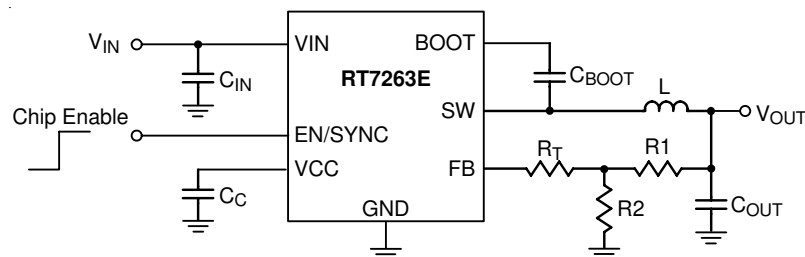 VIN
VIN
BOOT
CIN
RT7263E
CBOOT
L
Chip Enable
SW
VOUT
EN/SYNC
RT
R1
VCC
FB
CC
GND
R2
COUT